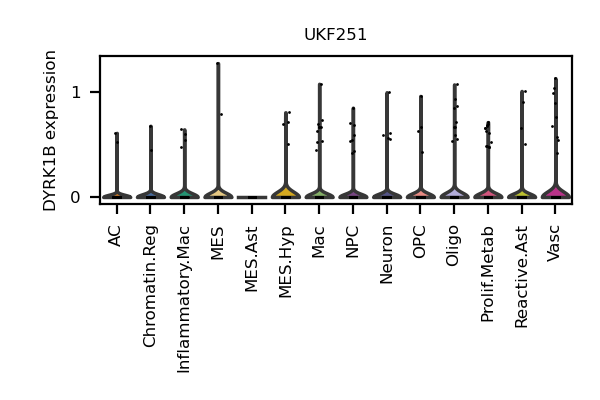 UKF251
DYRK1B expression
1
0
AC
Chromatin.Reg
Inflammatory.Mac
MES
MES.Ast
MES.Hyp
Mac
NPC
Neuron
OPC
Oligo
Prolif.Metab
Reactive.Ast
Vasc